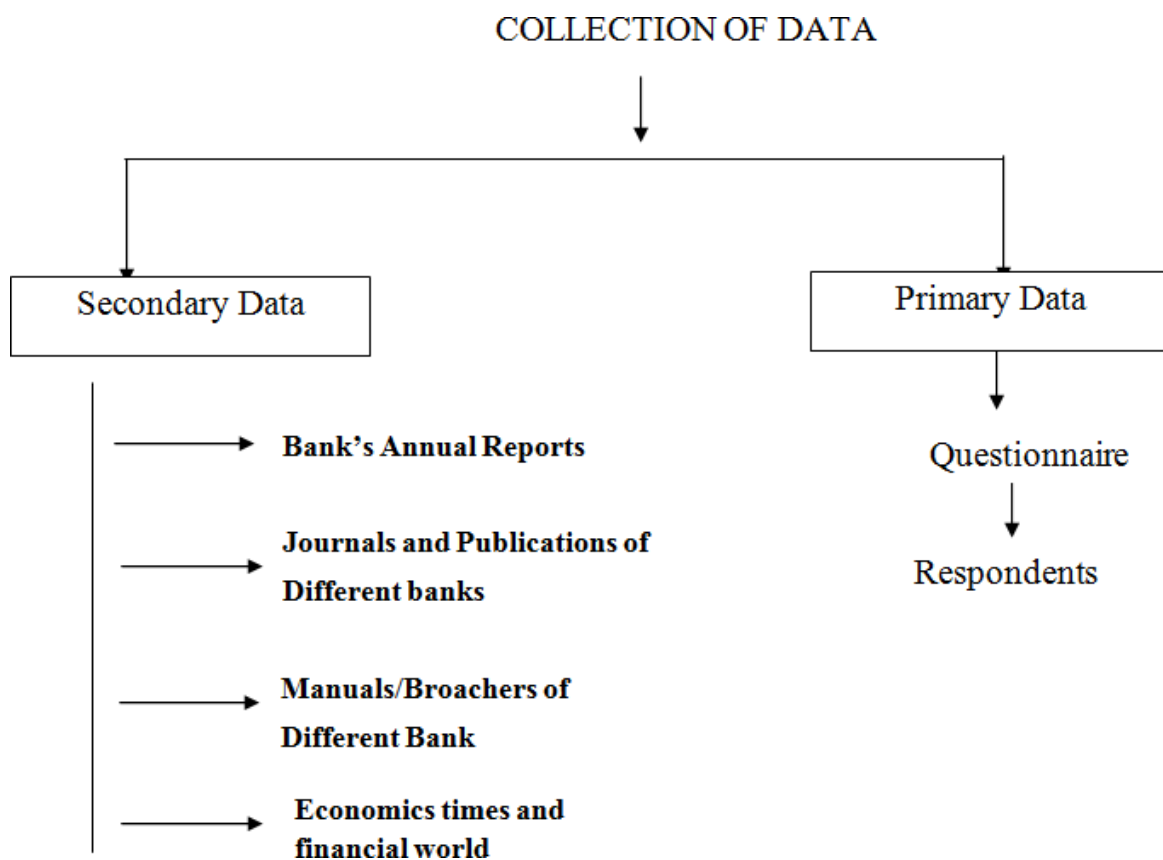 COLLECTION OF DATA
Secondary Data
Primary Data
Bank's Annual Reports
Journals and Publications of
Different banks
Manuals/Broachers of
Different Bank
Economics times and
financial world
Questionnaire
Respondents